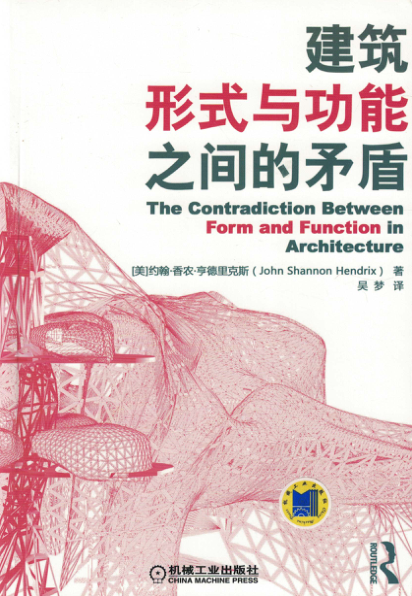 建筑
形式与功能
之间的矛盾
The Contradiction Between
Form and Function in
Architecture
[美]约翰·香农·亨德里克斯（John Shannon Hendrix）著
吴 梦 译
机械工业出版社
CHINA MACHINE PRESS
ROUTLEDGE